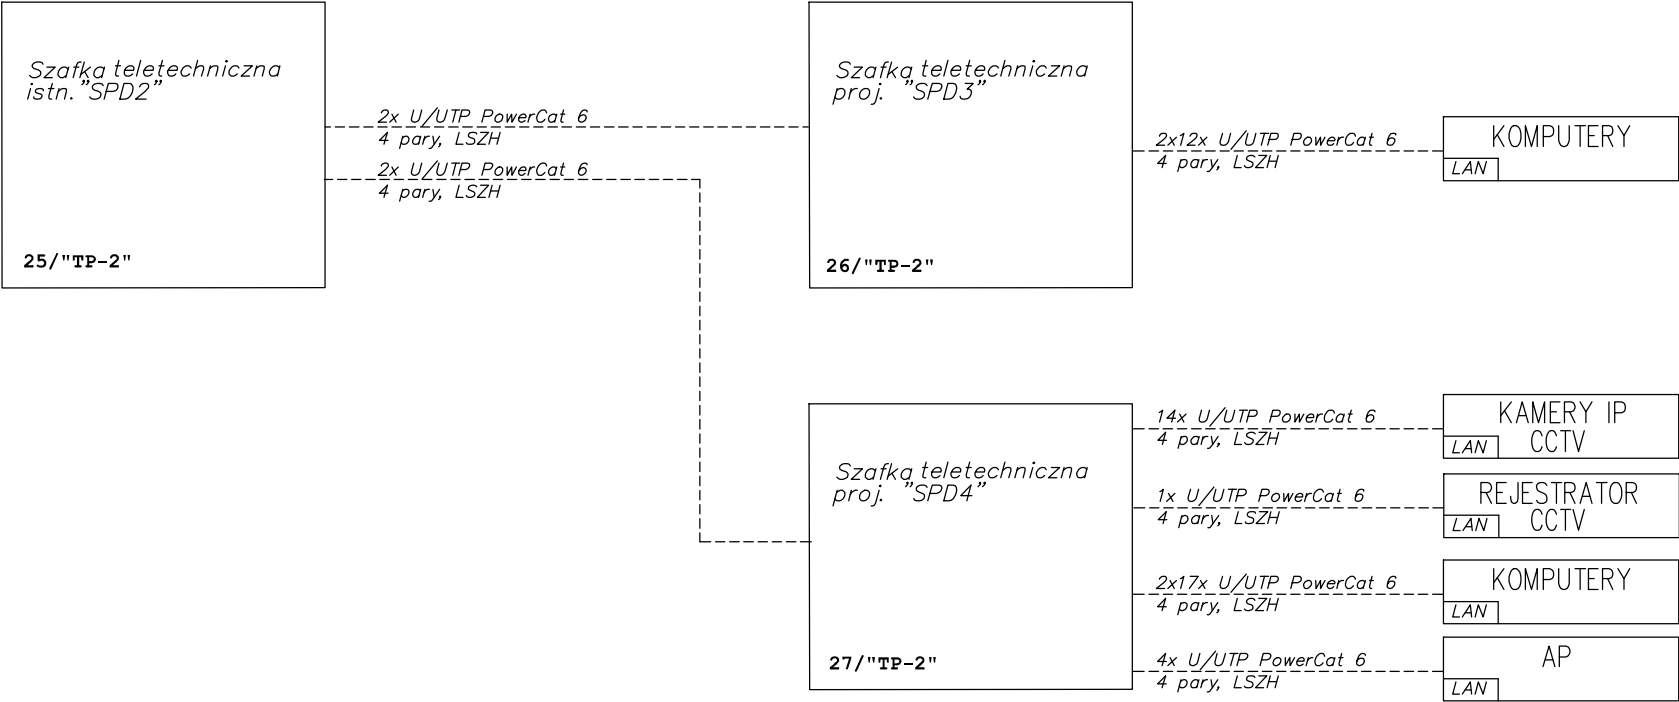 Szafka teletechniczna
istn."SPD2"
2x U/UTP PowerCat 6
4 pary, LSZH
2x U/UTP PowerCat 6
4 pary, LSZH
25/"TP-2"
Szafka teletechniczna
proj. "SPD3"
26/"TP-2"
2x12x U/UTP PowerCat 6
4 pary, LSZH
KOMPUTERY
LAN
Szafka teletechniczna
proj. "SPD4"
27/"TP-2"
14x U/UTP PowerCat 6
4 pary, LSZH
KAMERY IP
CCTV
LAN
1x U/UTP PowerCat 6
4 pary, LSZH
REJESTRATOR
CCTV
LAN
2x17x U/UTP PowerCat 6
4 pary, LSZH
KOMPUTERY
LAN
4x U/UTP PowerCat 6
4 pary, LSZH
AP
LAN